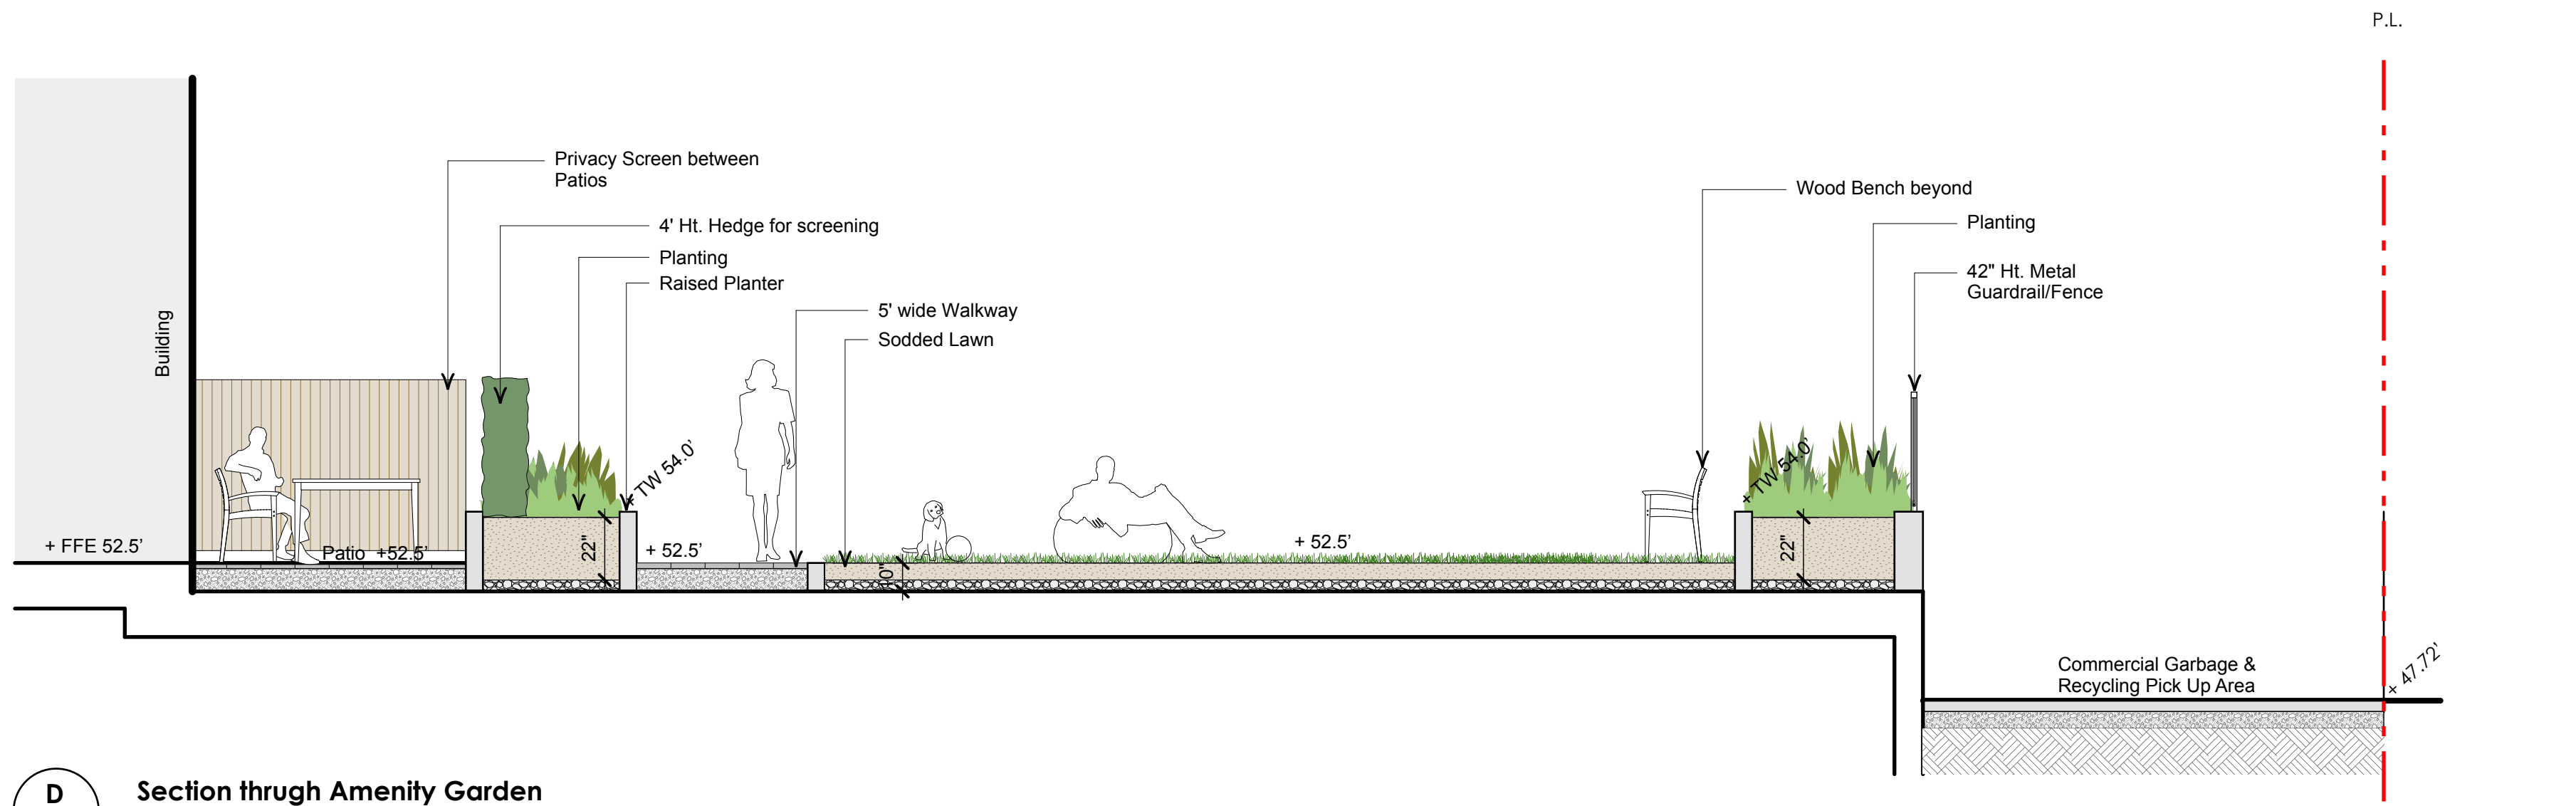 P.L.
Privacy Screen between
Patios
4' Ht. Hedge for screening
Planting
Raised Planter
5' wide Walkway
Sodded Lawn
Wood Bench beyond
Planting
42" Ht. Metal
Guardrail/Fence
Building
+ TW 54.0'
+ TW 54.0'
+ FFE 52.5'
Patio +52.5'
22"
+ 52.5'
10"
+ 52.5'
22"
Commercial Garbage &
Recycling Pick Up Area
+ 47.72'
D
Section thrugh Amenity Garden